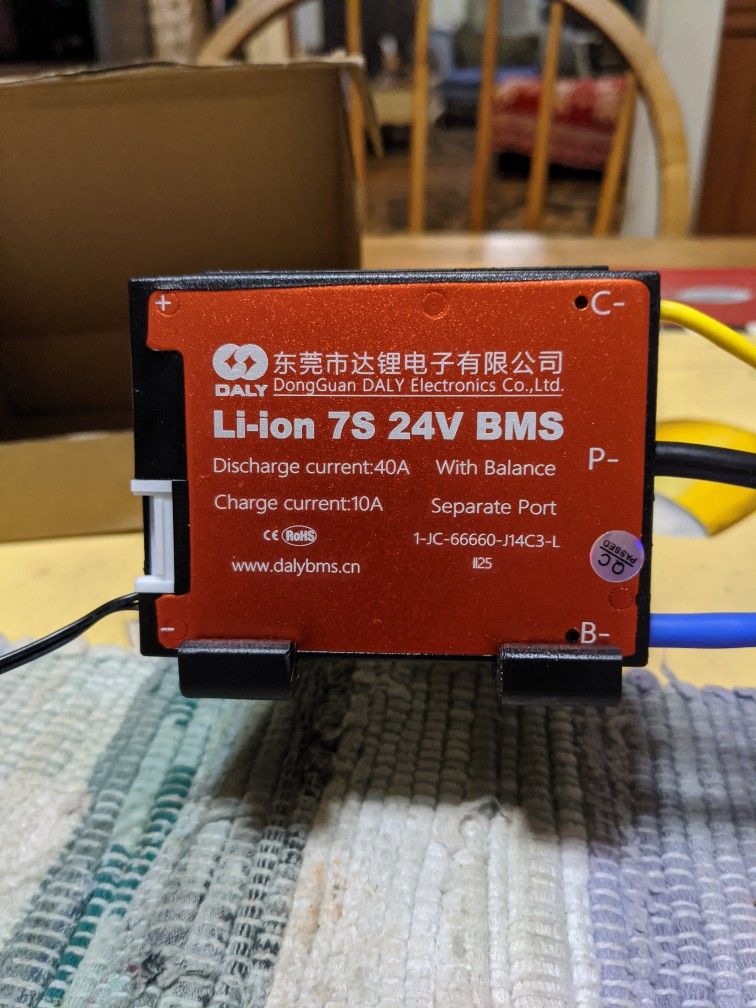 +
C-
DALY
东莞市达锂电子有限公司
DongGuan DALY Electronics Co.,Ltd.
Li-ion 7S 24V BMS
Discharge current:40A With Balance
P-
Charge current:10A Separate Port
CE RoHS
1-JC-66660-J14C3-L
www.dalybms.cn
1125
QC
PASSED
-
B-